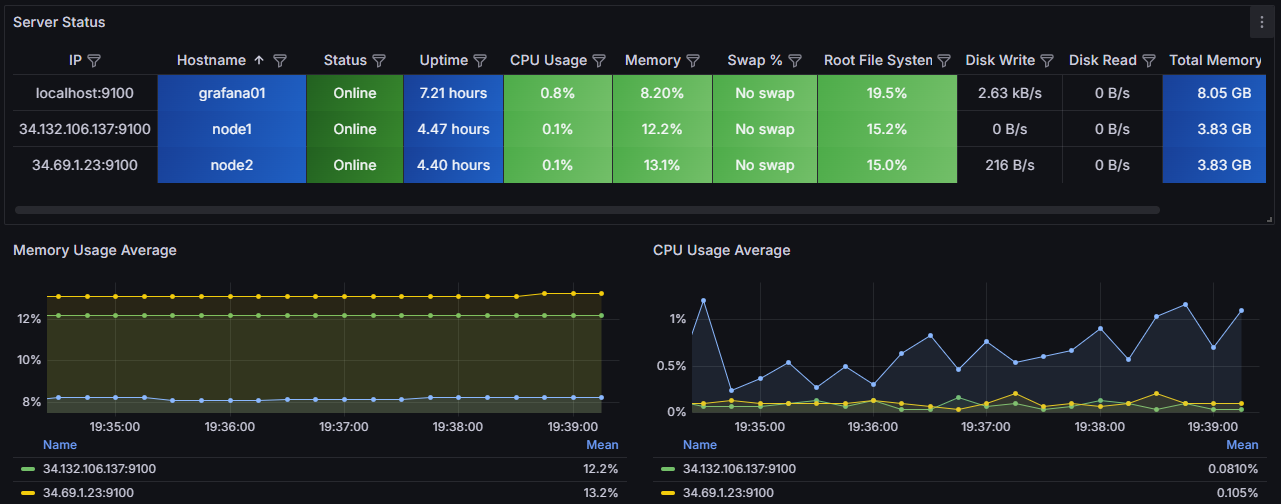 Server Status
IP Hostname Status Uptime CPU Usage Memory Swap % Root File System Disk Write Disk Read Total Memory
localhost:9100 grafana01 Online 7.21 hours 0.8% 8.20% No swap 19.5% 2.63 kB/s 0 B/s 8.05 GB
34.132.106.137:9100 node1 Online 4.47 hours 0.1% 12.2% No swap 15.2% 0 B/s 0 B/s 3.83 GB
34.69.1.23:9100 node2 Online 4.40 hours 0.1% 13.1% No swap 15.0% 216 B/s 0 B/s 3.83 GB
Memory Usage Average
12%
10%
8%
19:35:00 19:36:00 19:37:00 19:38:00 19:39:00
Name Mean
34.132.106.137:9100 12.2%
34.69.1.23:9100 13.2%
CPU Usage Average
1%
0.5%
0%
19:35:00 19:36:00 19:37:00 19:38:00 19:39:00
Name Mean
34.132.106.137:9100 0.0810%
34.69.1.23:9100 0.105%